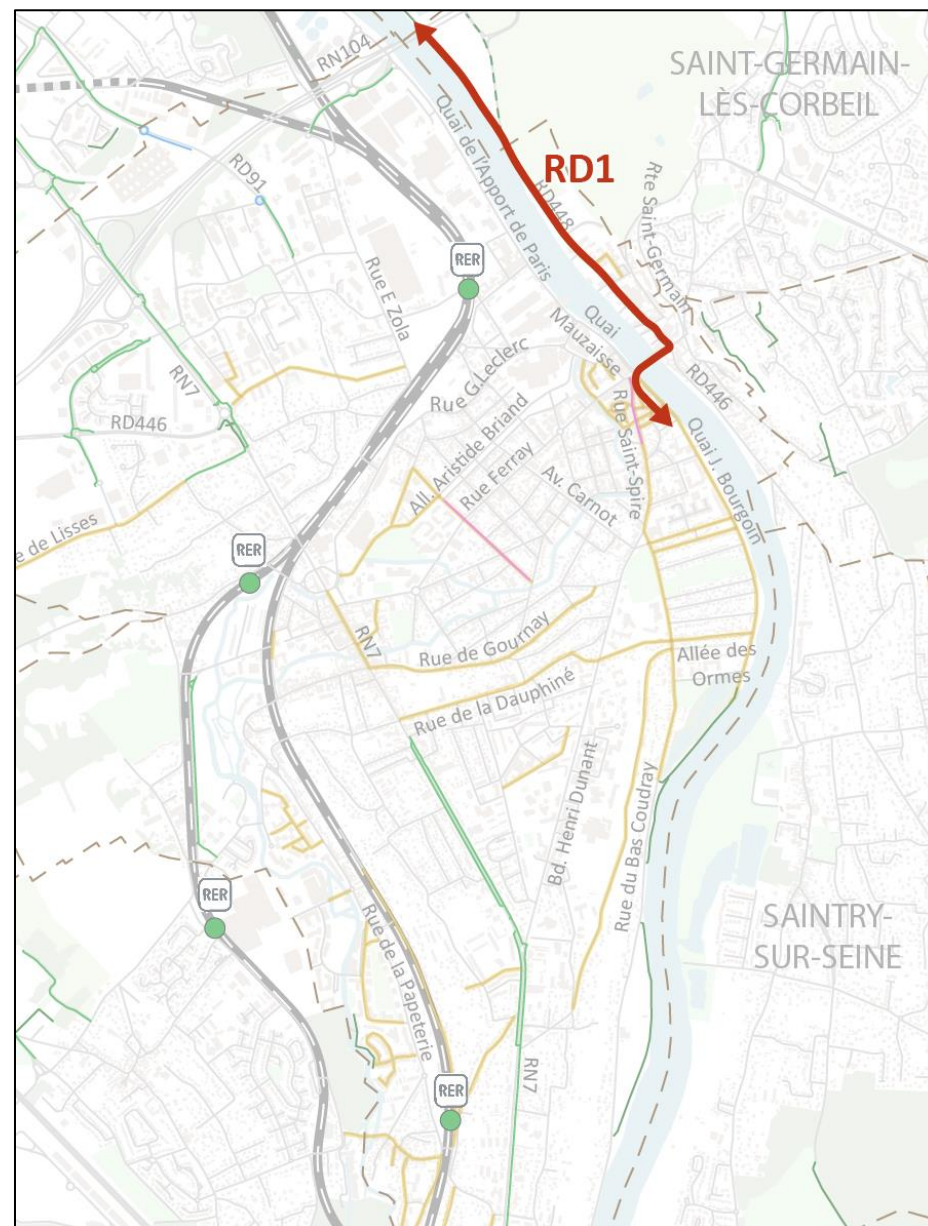 RN104
SAINT-GERMAIN-
LÈS-CORBEIL
Quai de l'Apport de Paris
RD1
RD448
RD91
Rte Saint-Germain
RER
Rue E Zola
Quai
Mauzaisse
RN7
Rue G.Leclerc
RD446
RD446
All. Aristide Briand
Rue Ferray
Rue Saint-Spire
Quai J. Bourgoin
Av. Carnot
e de Lisses
RER
RN7
Rue de Gournay
Allée des
Ormes
Rue de la Dauphiné
Bd. Henri Dunant
Rue du Bas Coudray
RER
SAINTRY-
SUR-SEINE
Rue de la Papeterie
RN7
RER